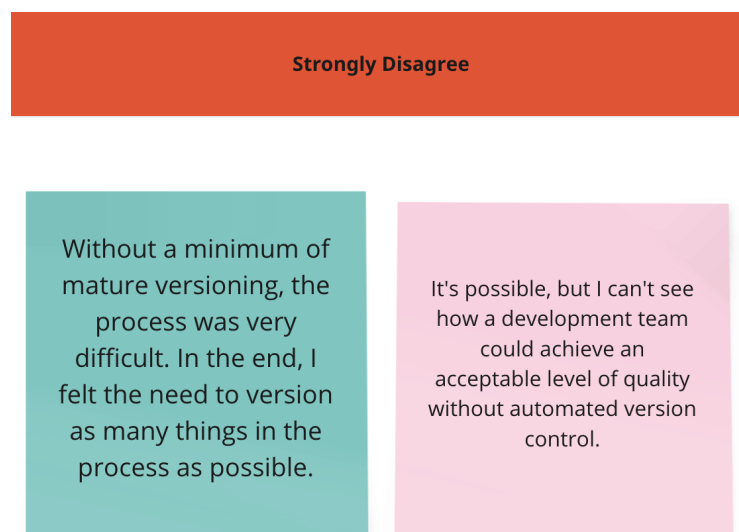 Strongly Disagree
Without a minimum of
mature versioning, the
process was very
difficult. In the end, I
felt the need to version
as many things in the
process as possible.
It's possible, but I can't see
how a development team
could achieve an
acceptable level of quality
without automated version
control.